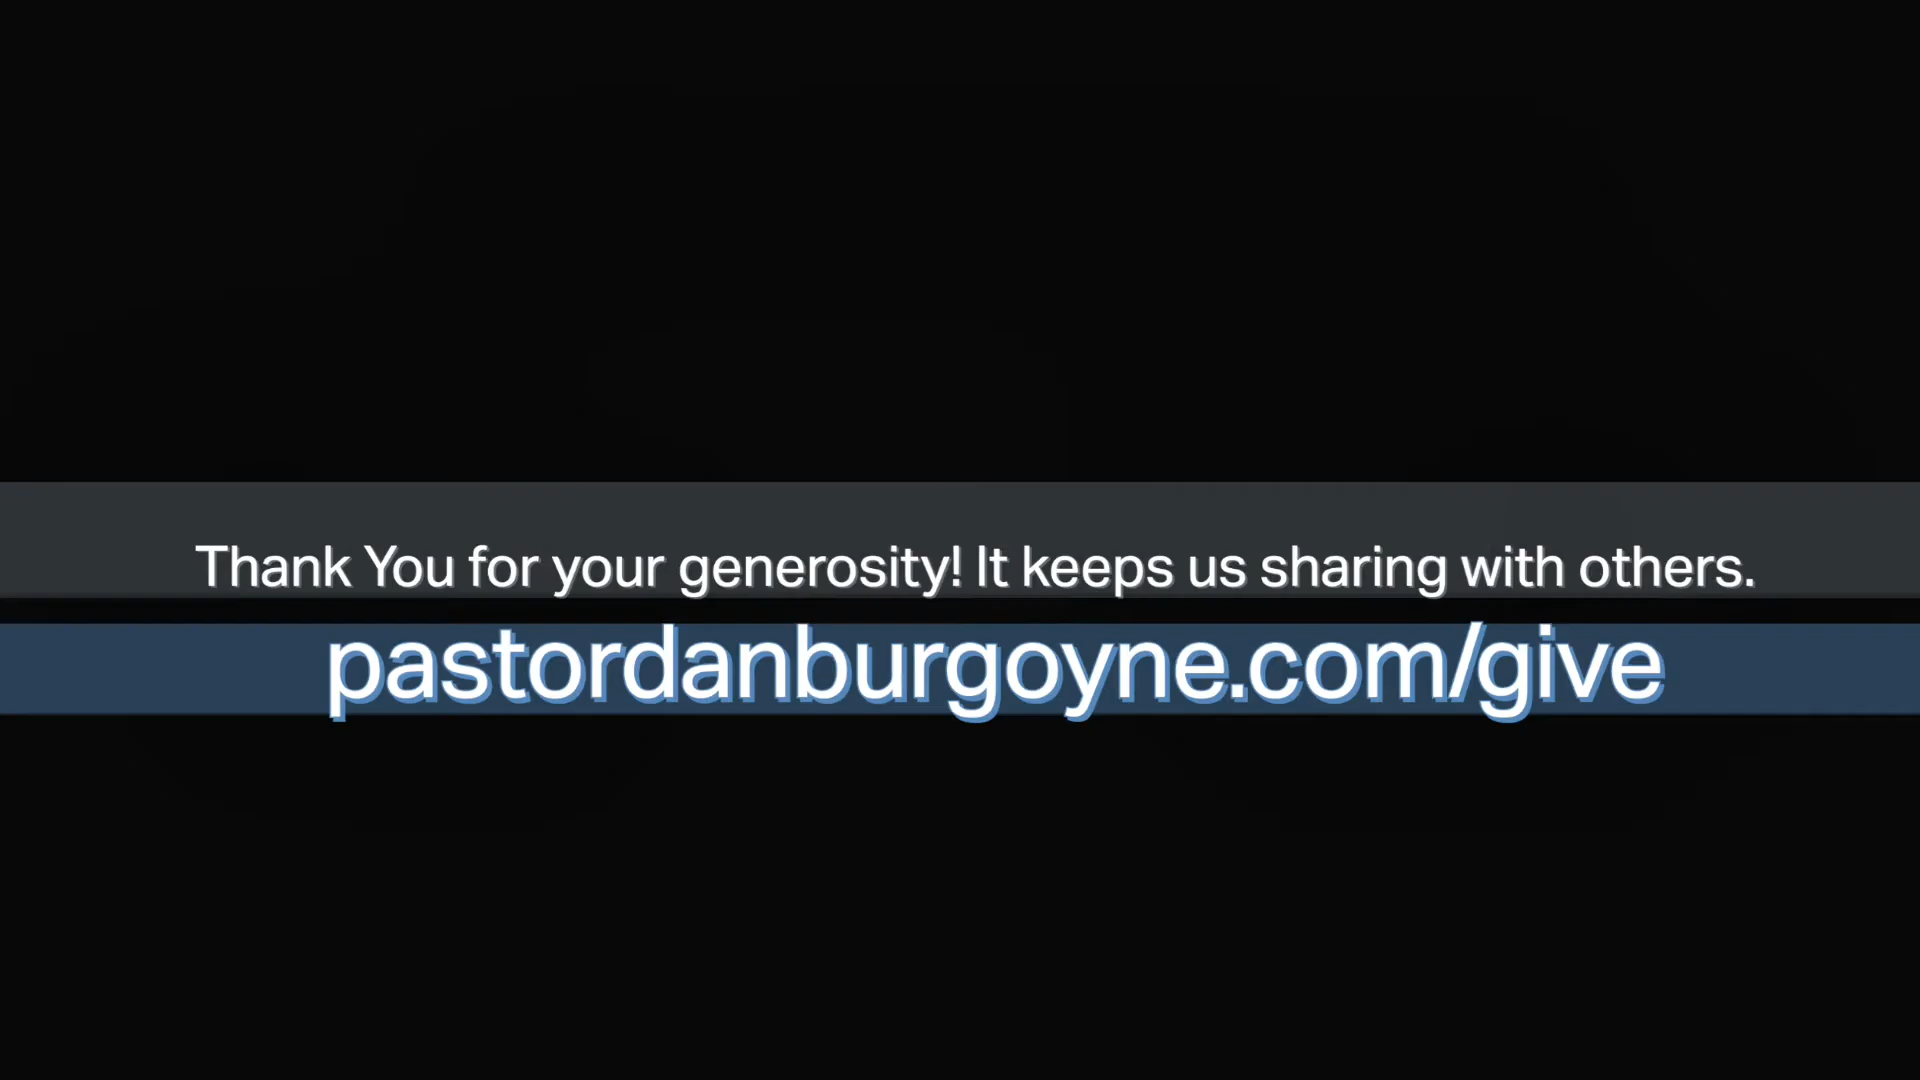 Thank You for your generosity! It keeps us sharing with others.
pastordanburgoyne.com/give